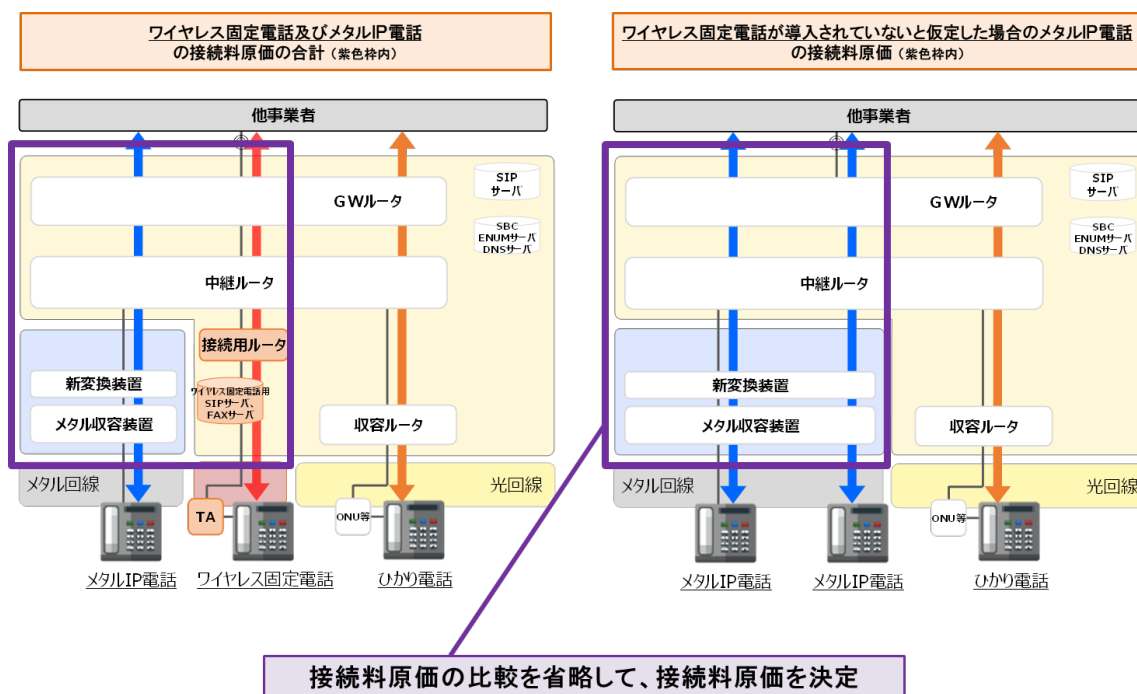 ワイヤレス固定電話及びメタルIP電話
の接続料原価の合計（紫色枠内）
他事業者
SIP
サーバ
GWルータ
SBC
ENUMサーバ
DNSサーバ
中継ルータ
接続用ルータ
新変換装置
ワイヤレス固定電話用
SIPサーバ、
FAXサーバ
メタル収容装置
収容ルータ
メタル回線
光回線
TA
ONU等
メタルIP電話
ワイヤレス固定電話
ひかり電話
ワイヤレス固定電話が導入されていないと仮定した場合のメタルIP電話
の接続料原価（紫色枠内）
他事業者
SIP
サーバ
GWルータ
SBC
ENUMサーバ
DNSサーバ
中継ルータ
新変換装置
メタル収容装置
収容ルータ
メタル回線
光回線
ONU等
メタルIP電話
メタルIP電話
ひかり電話
接続料原価の比較を省略して、接続料原価を決定